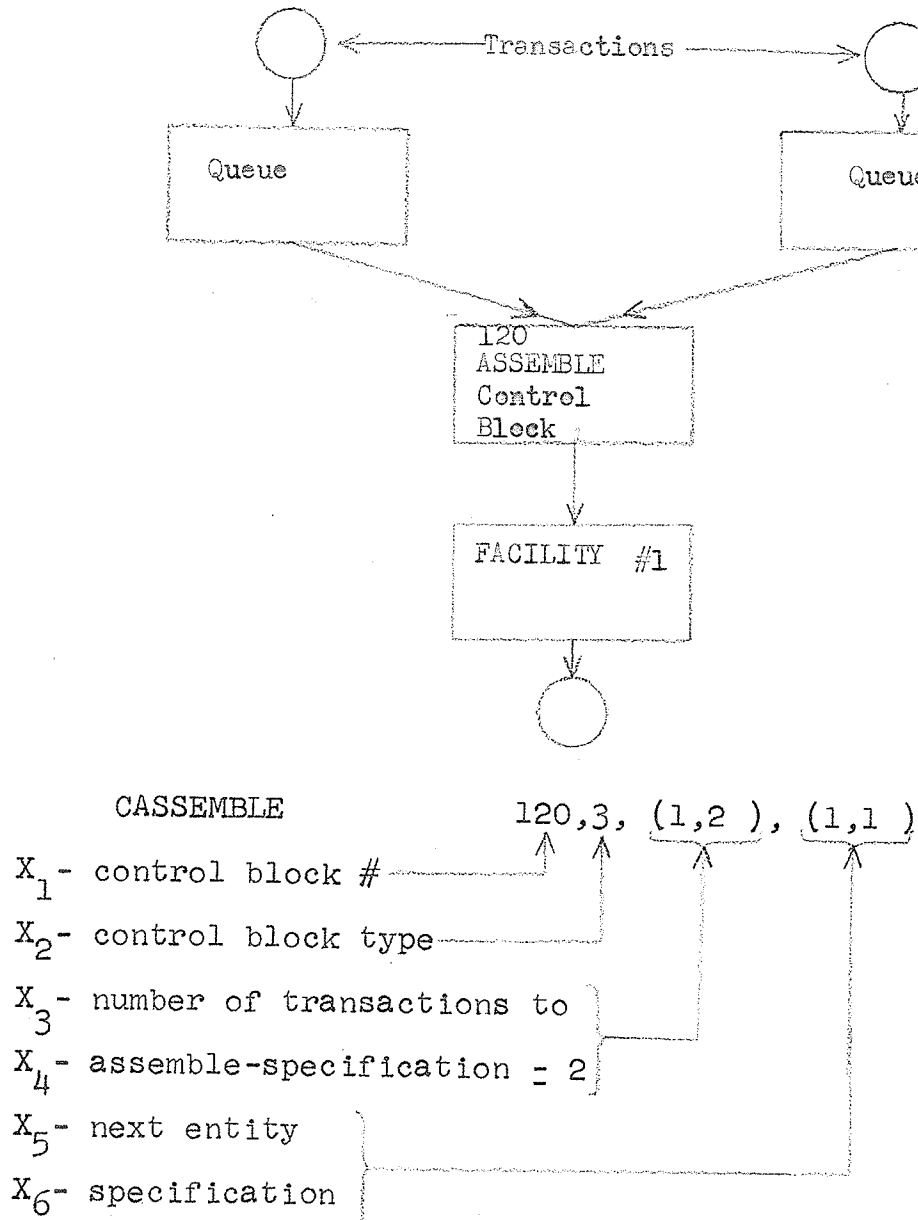 Transactions
Queue
Queue
120
ASSEMBLE
Control
Block
FACILITY #1
CASSEMBLE 120,3, (1,2 ), (1,1 )
X1- control block #
X2- control block type
X3- number of transactions to
X4- assemble-specification = 2
X5- next entity
X6- specification